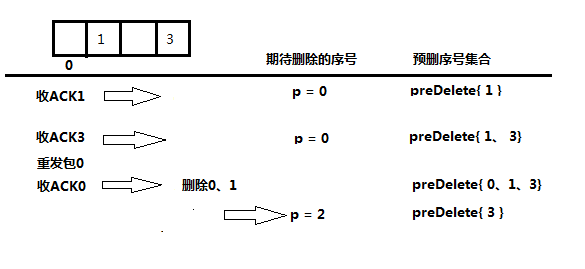 1 3
0
期待删除的序号 预删序号集合
收ACK1 p = 0 preDelete{ 1 }
收ACK3 p = 0 preDelete{ 1、 3}
重发包0
收ACK0 删除0、1 preDelete{ 0、1、3}
p = 2 preDelete{ 3 }